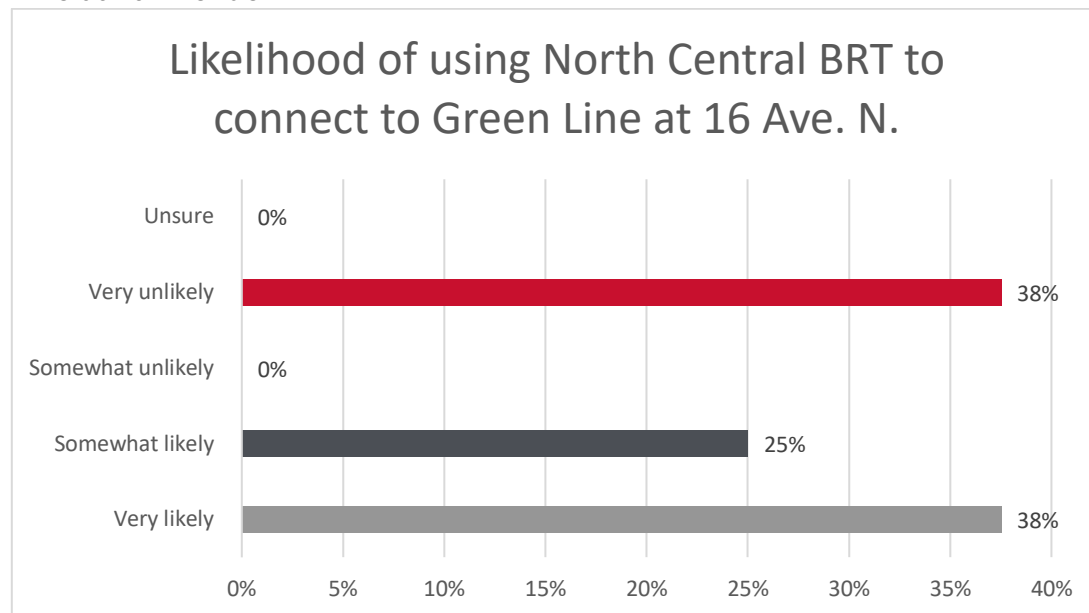 Likelihood of using North Central BRT to
connect to Green Line at 16 Ave. N.
Unsure 0%
Very unlikely 38%
Somewhat unlikely 0%
Somewhat likely 25%
Very likely 38%
0% 5% 10% 15% 20% 25% 30% 35% 40%